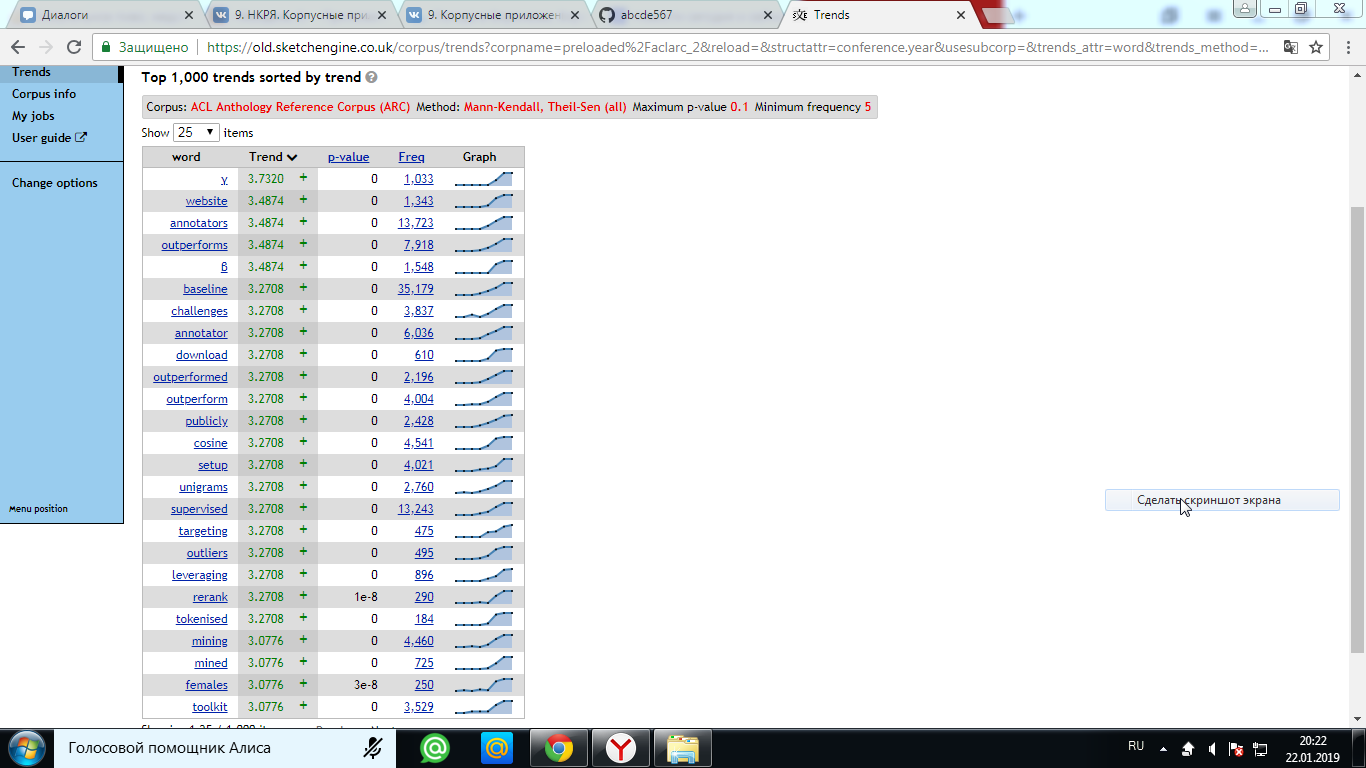 Диалоги
9. НКРЯ. Корпусные при
9. Корпусные приложен
abcde567
Trends
Защищено https://old.sketchengine.co.uk/corpus/trends?corpname=preloaded%2Faclarc_2&reload=&structattr=conference.year&usesubcorp=&trends_attr=word&trends_method=...
Trends
Corpus info
My jobs
User guide
Change options
Menu position
Top 1,000 trends sorted by trend ?
Corpus: ACL Anthology Reference Corpus (ARC) Method: Mann-Kendall, Theil-Sen (all) Maximum p-value 0.1 Minimum frequency 5
Show 25 items
word Trend p-value Freq Graph
γ 3.7320 + 0 1,033
website 3.4874 + 0 1,343
annotators 3.4874 + 0 13,723
outperforms 3.4874 + 0 7,918
β 3.4874 + 0 1,548
baseline 3.2708 + 0 35,179
challenges 3.2708 + 0 3,837
annotator 3.2708 + 0 6,036
download 3.2708 + 0 610
outperformed 3.2708 + 0 2,196
outperform 3.2708 + 0 4,004
publicly 3.2708 + 0 2,428
cosine 3.2708 + 0 4,541
setup 3.2708 + 0 4,021
unigrams 3.2708 + 0 2,760
supervised 3.2708 + 0 13,243
targeting 3.2708 + 0 475
outliers 3.2708 + 0 495
leveraging 3.2708 + 0 896
rerank 3.2708 + 1e-8 290
tokenised 3.2708 + 0 184
mining 3.0776 + 0 4,460
mined 3.0776 + 0 725
females 3.0776 + 3e-8 250
toolkit 3.0776 + 0 3,529
Сделать скриншот экрана
Голосовой помощник Алиса
RU
20:22
22.01.2019